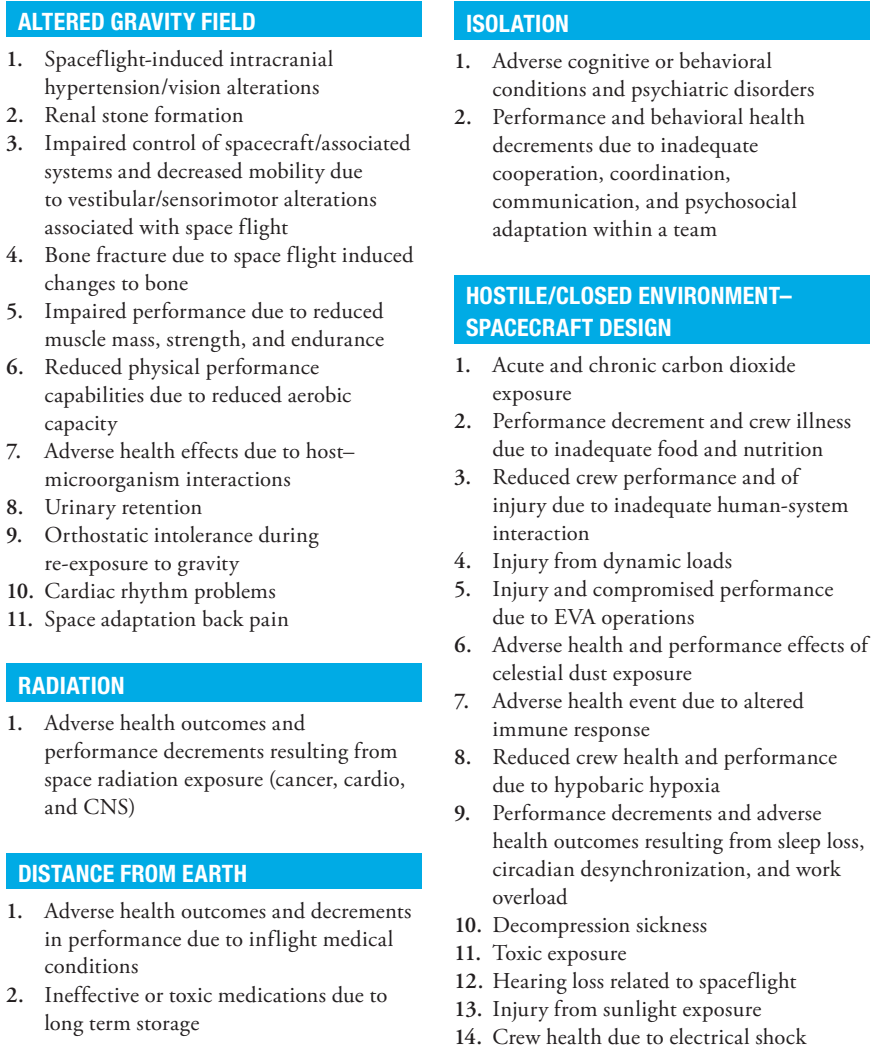 ALTERED GRAVITY FIELD
1. Spaceflight-induced intracranial
hypertension/vision alterations
2. Renal stone formation
3. Impaired control of spacecraft/associated
systems and decreased mobility due
to vestibular/sensorimotor alterations
associated with space flight
4. Bone fracture due to space flight induced
changes to bone
5. Impaired performance due to reduced
muscle mass, strength, and endurance
6. Reduced physical performance
capabilities due to reduced aerobic
capacity
7. Adverse health effects due to host–
microorganism interactions
8. Urinary retention
9. Orthostatic intolerance during
re-exposure to gravity
10. Cardiac rhythm problems
11. Space adaptation back pain
RADIATION
1. Adverse health outcomes and
performance decrements resulting from
space radiation exposure (cancer, cardio,
and CNS)
DISTANCE FROM EARTH
1. Adverse health outcomes and decrements
in performance due to inflight medical
conditions
2. Ineffective or toxic medications due to
long term storage
ISOLATION
1. Adverse cognitive or behavioral
conditions and psychiatric disorders
2. Performance and behavioral health
decrements due to inadequate
cooperation, coordination,
communication, and psychosocial
adaptation within a team
HOSTILE/CLOSED ENVIRONMENT–
SPACECRAFT DESIGN
1. Acute and chronic carbon dioxide
exposure
2. Performance decrement and crew illness
due to inadequate food and nutrition
3. Reduced crew performance and of
injury due to inadequate human-system
interaction
4. Injury from dynamic loads
5. Injury and compromised performance
due to EVA operations
6. Adverse health and performance effects of
celestial dust exposure
7. Adverse health event due to altered
immune response
8. Reduced crew health and performance
due to hypobaric hypoxia
9. Performance decrements and adverse
health outcomes resulting from sleep loss,
circadian desynchronization, and work
overload
10. Decompression sickness
11. Toxic exposure
12. Hearing loss related to spaceflight
13. Injury from sunlight exposure
14. Crew health due to electrical shock